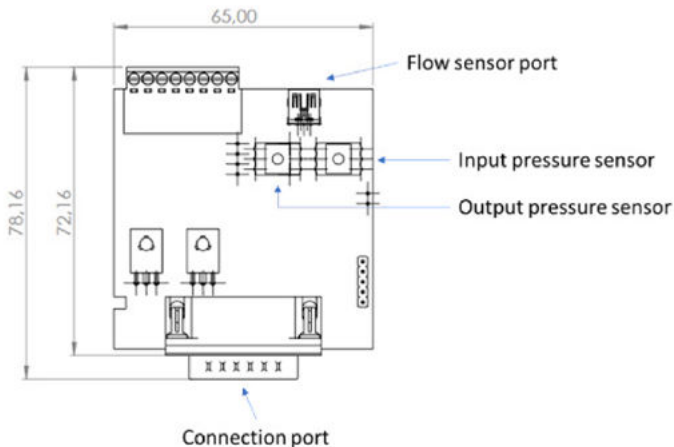 65,00
Flow sensor port
Input pressure sensor
Output pressure sensor
78,16
72,16
Connection port